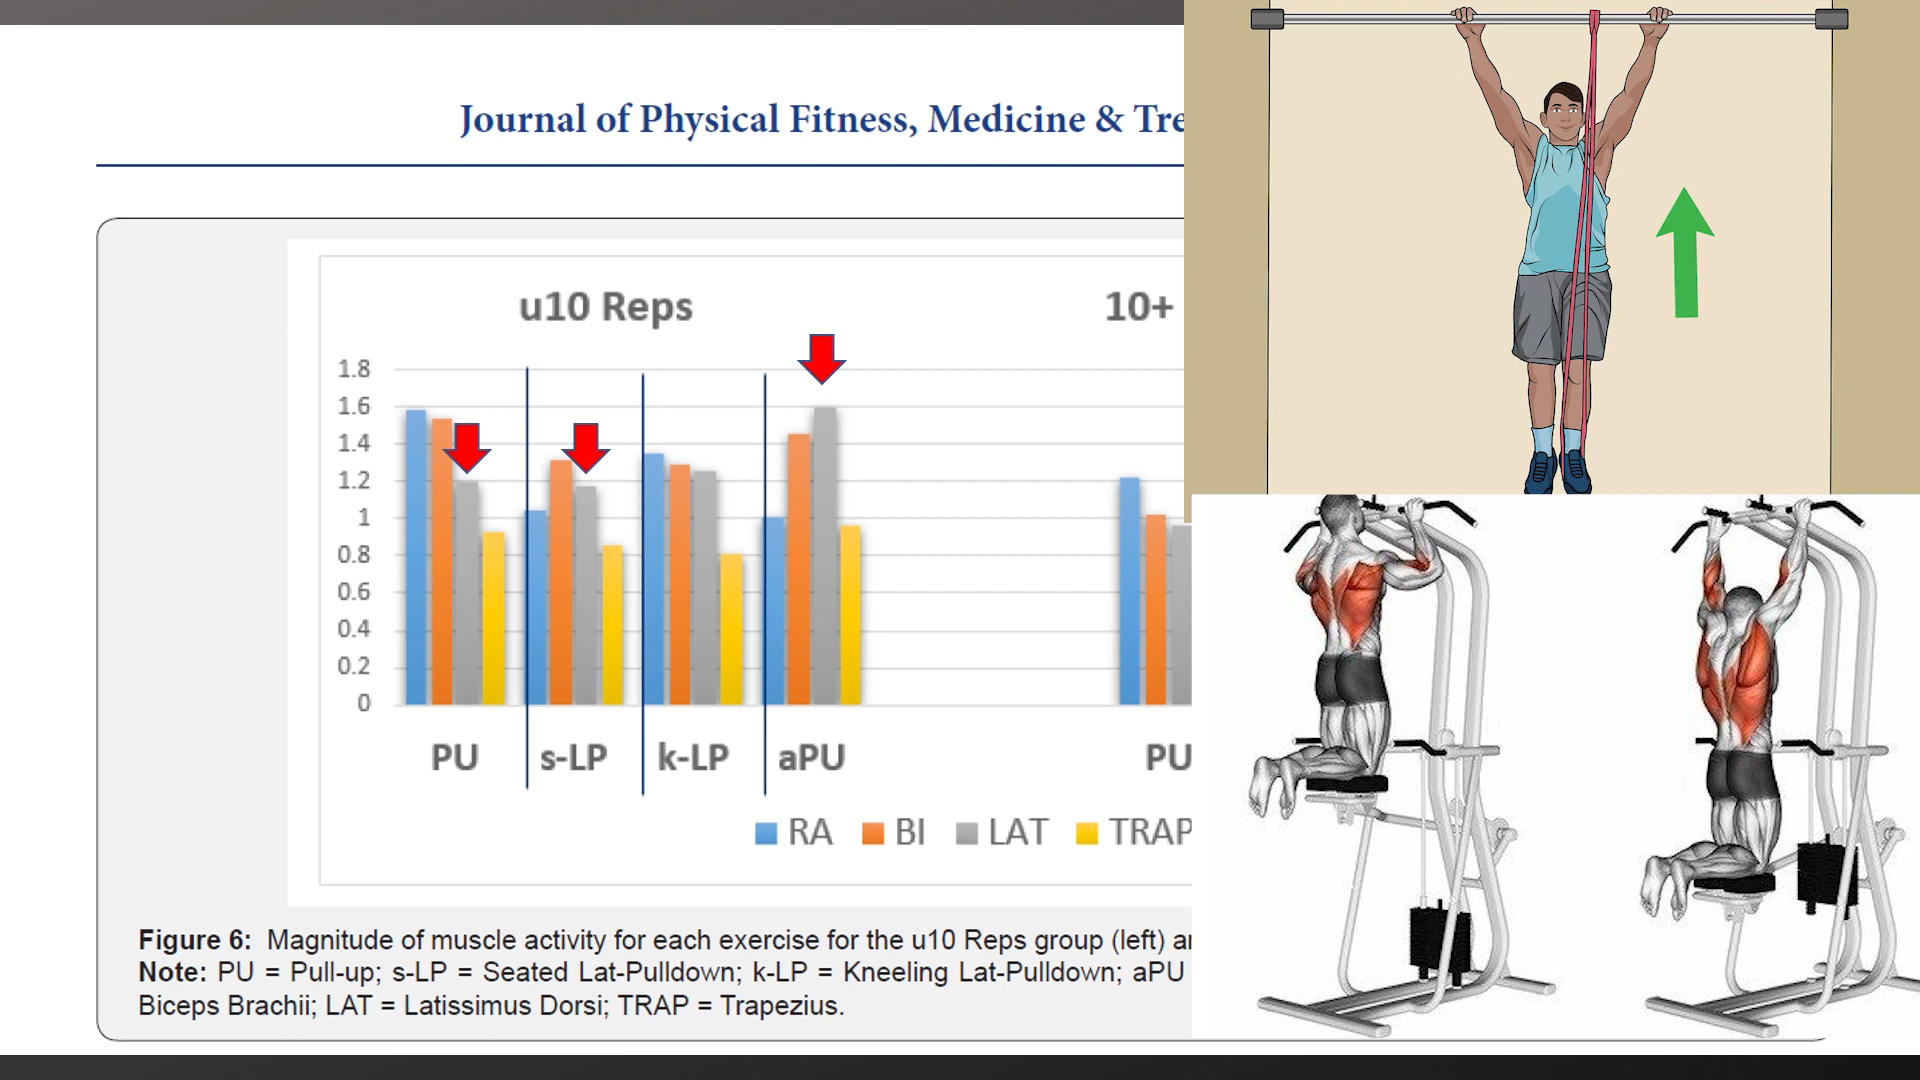 Journal of Physical Fitness, Medicine & Tre
u10 Reps
10+
1.8
1.6
1.4
1.2
1
0.8
0.6
0.4
0.2
0
PU
s-LP
k-LP
aPU
PU
RA
BI
LAT
TRAP
Figure 6: Magnitude of muscle activity for each exercise for the u10 Reps group (left) ar
Note: PU = Pull-up; s-LP = Seated Lat-Pulldown; k-LP = Kneeling Lat-Pulldown; aPU
Biceps Brachii; LAT = Latissimus Dorsi; TRAP = Trapezius.